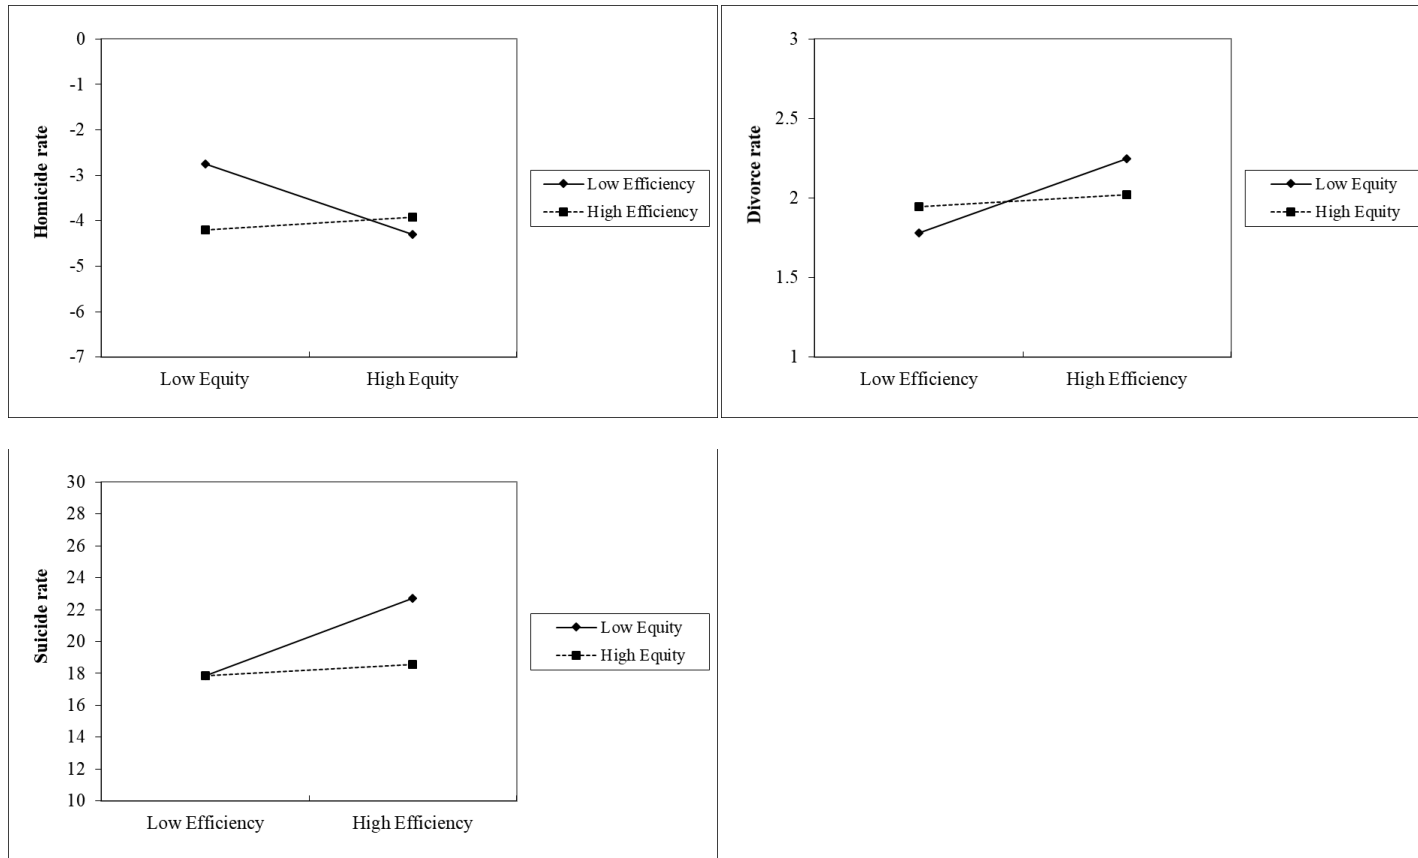 Homicide rate
0
-1
-2
-3
-4
-5
-6
-7
Low Equity
High Equity
Low Efficiency
High Efficiency
Divorce rate
3
2.5
2
1.5
1
Low Efficiency
High Efficiency
Low Equity
High Equity
Suicide rate
30
28
26
24
22
20
18
16
14
12
10
Low Efficiency
High Efficiency
Low Equity
High Equity